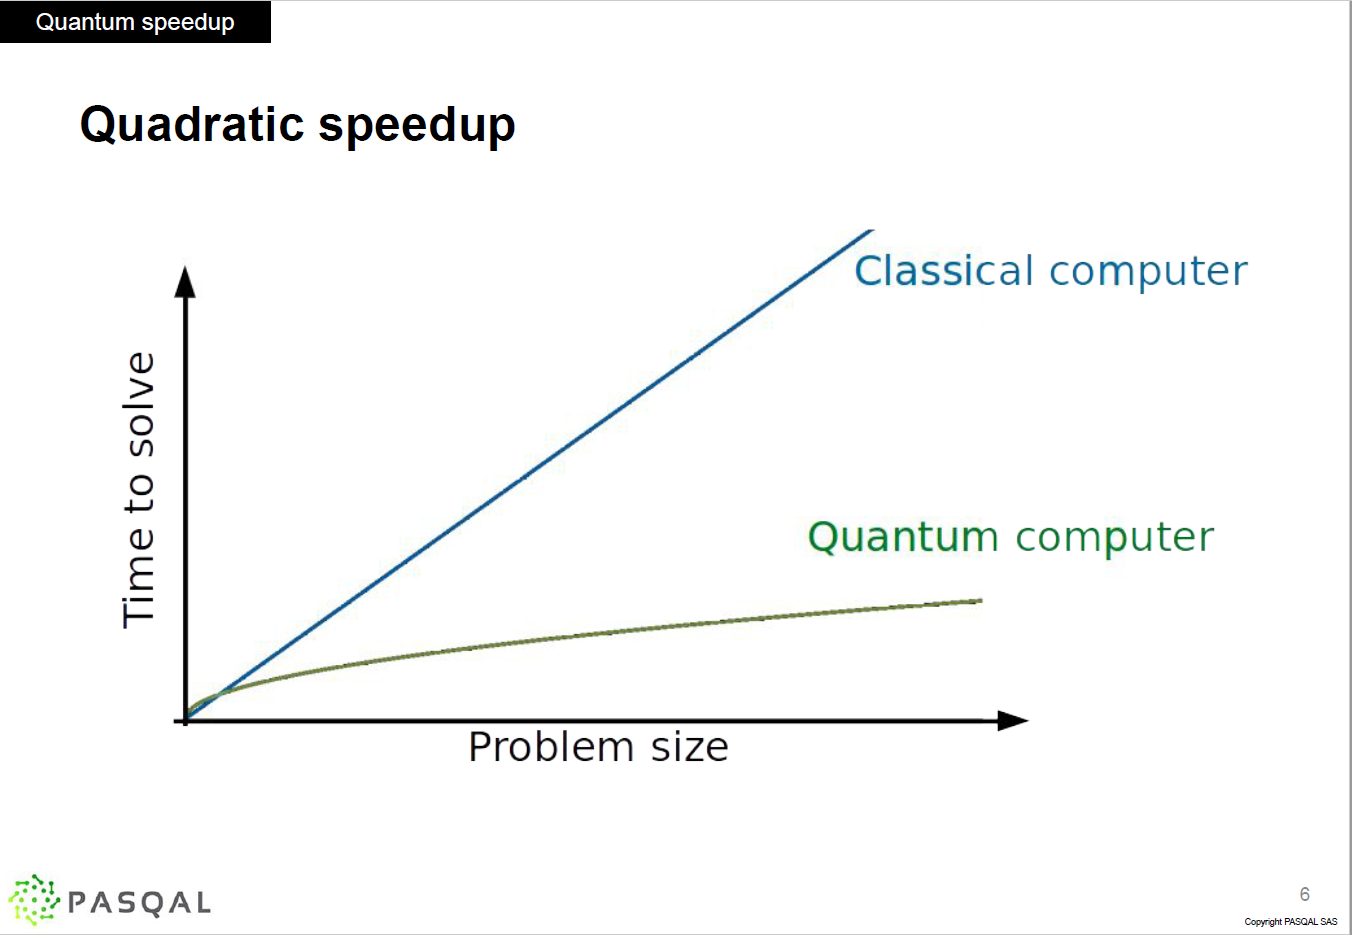 Quantum speedup
Quadratic speedup
Classical computer
Time to solve
Quantum computer
Problem size
PASQAL
6
Copyright PASQAL SAS